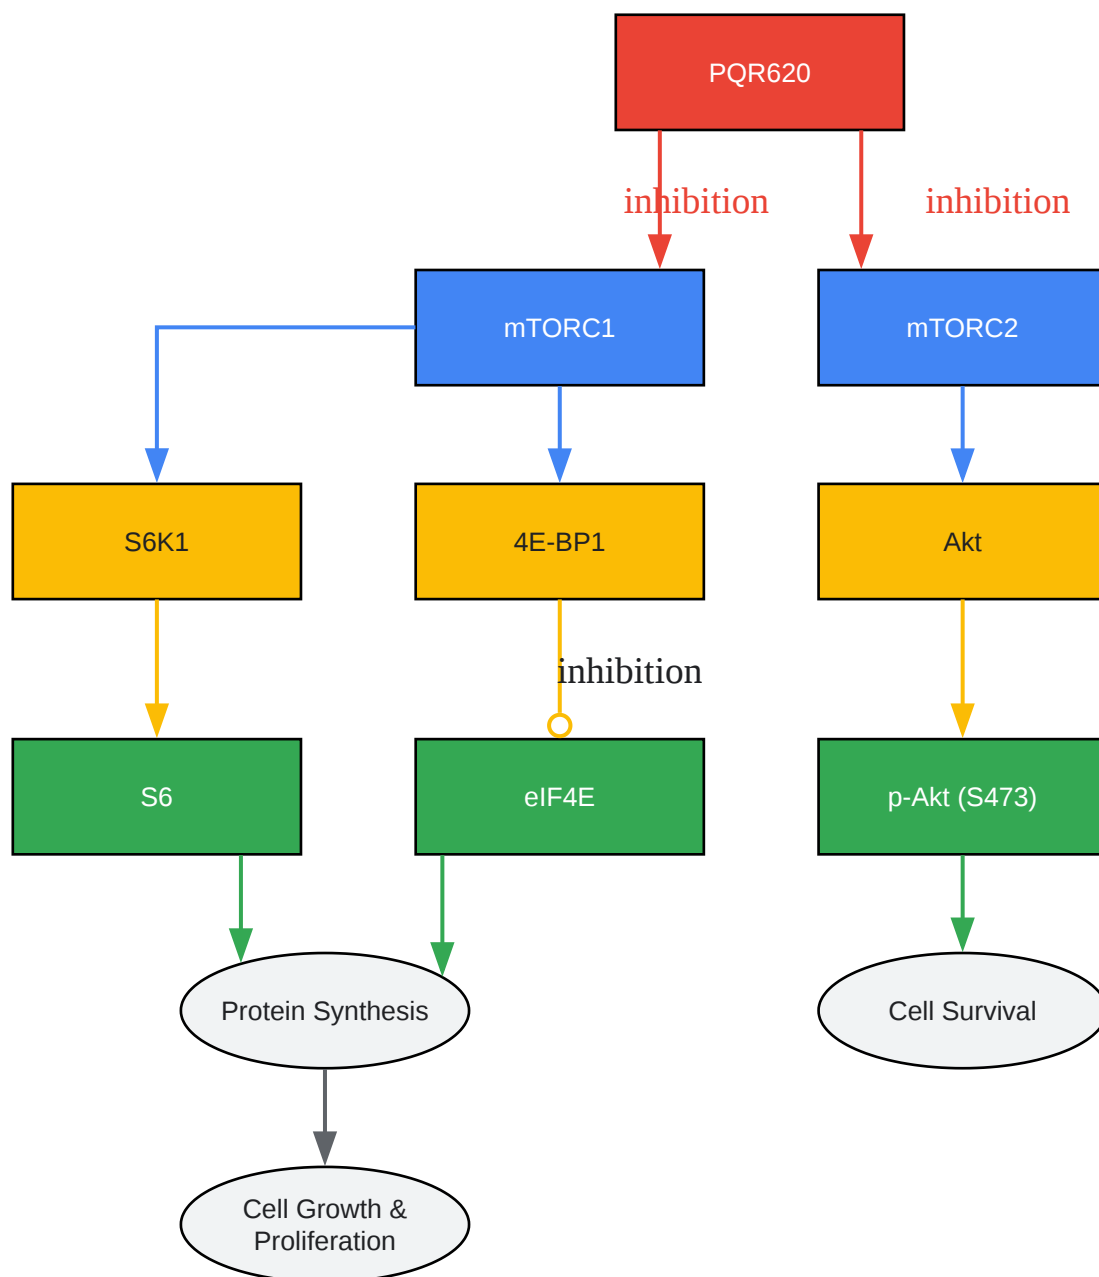 PQR620
inhibition
inhibition
mTORC1
mTORC2
S6K1
4E-BP1
Akt
inhibition
S6
eIF4E
p-Akt (S473)
Protein Synthesis
Cell Survival
Cell Growth &
Proliferation